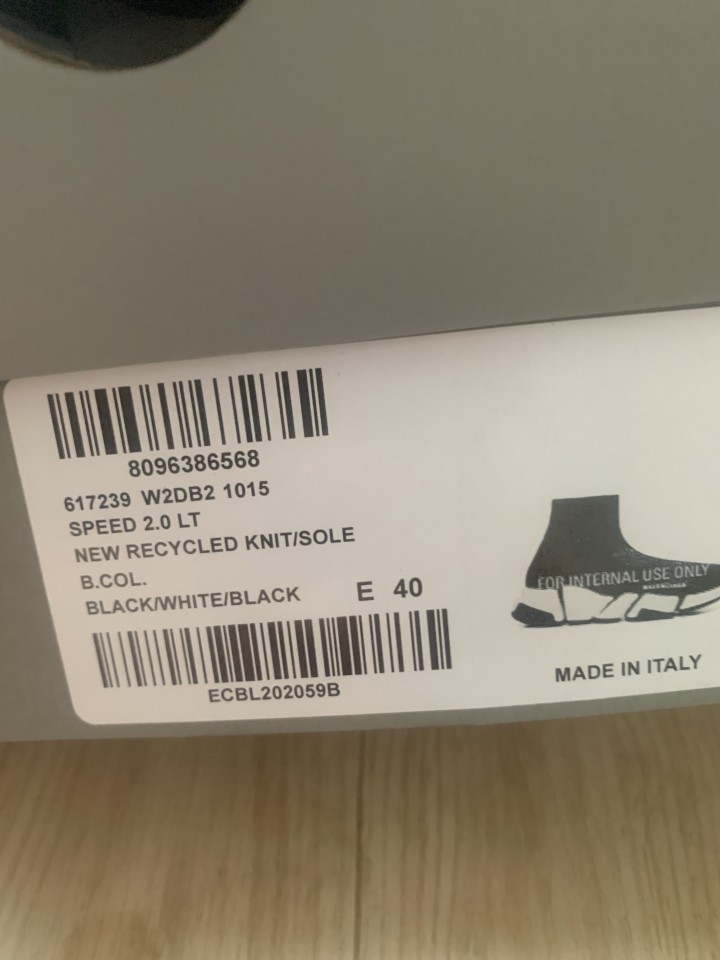 8096386568
617239 W2DB2 1015
SPEED 2.0 LT
NEW RECYCLED KNIT/SOLE
B.COL.
BLACK/WHITE/BLACK E 40
ECBL202059B
FOR INTERNAL USE ONLY
BALENCIAGA
MADE IN ITALY